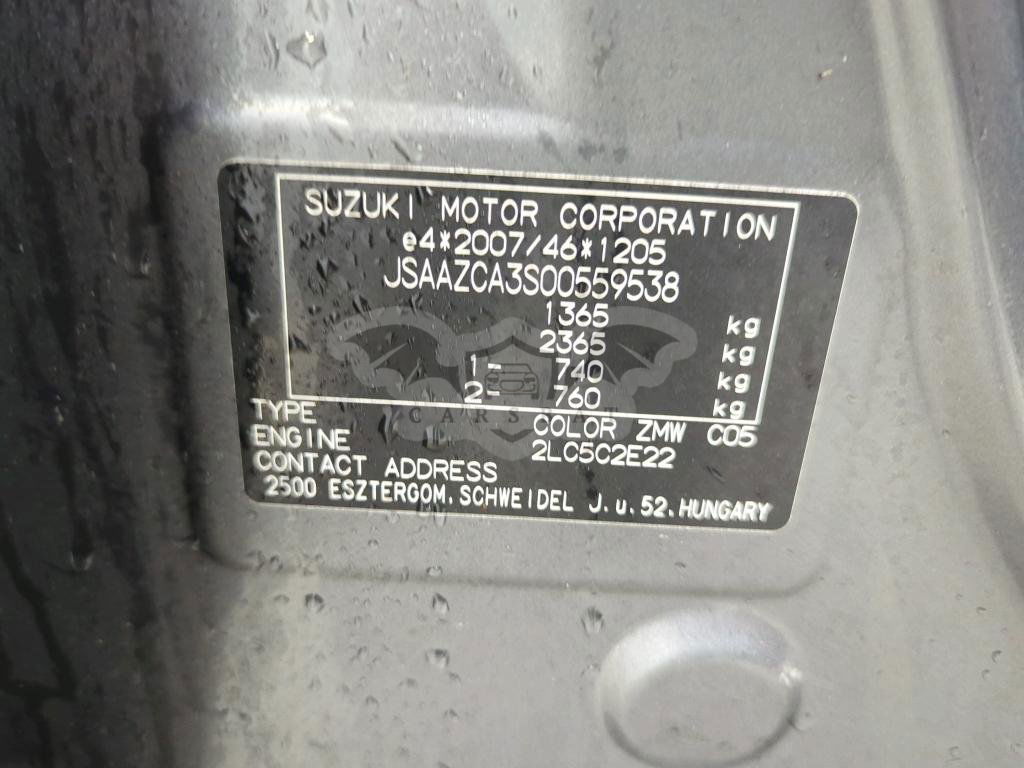 SUZUKI MOTOR CORPORATION
e4*2007/46*1205
JSAAZCA3S00559538
1365 kg
2365 kg
1- 740 kg
2- 760 kg
TYPE COLOR ZMW C05
ENGINE 2LC5C2E22
CONTACT ADDRESS
2500 ESZTERGOM, SCHWEIDEL J. u. 52. HUNGARY